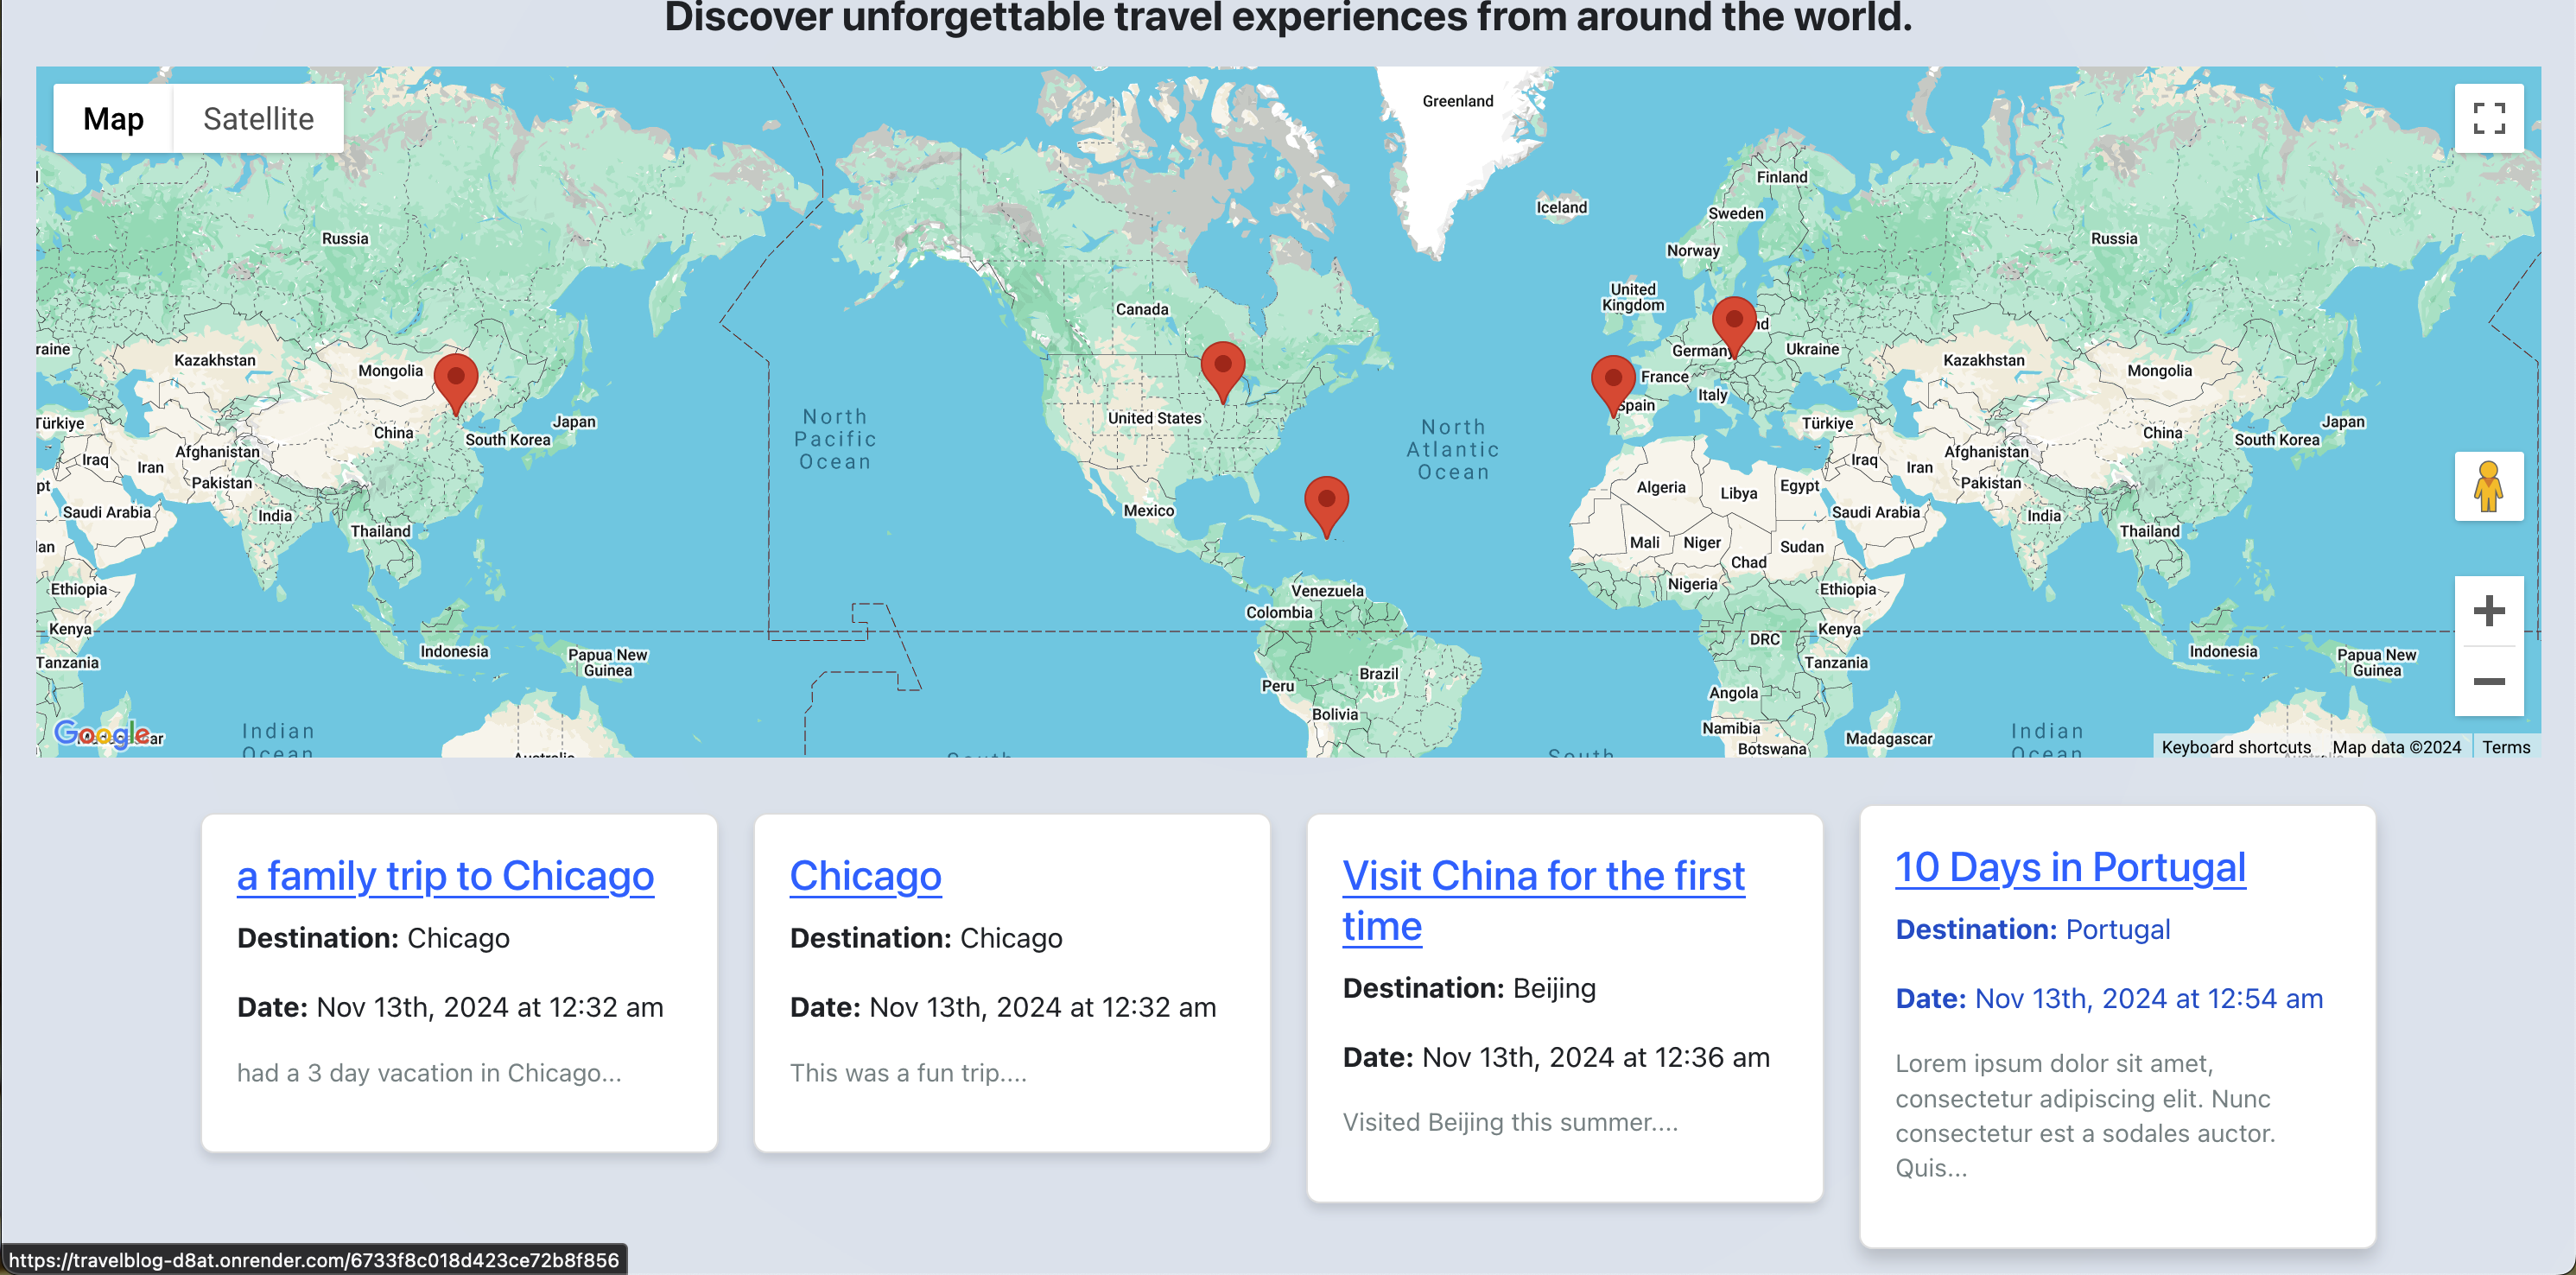 Discover unforgettable travel experiences from around the world.
Map
Satellite
Greenland
Finland
Iceland
Sweden
Russia
Norway
Russia
United
Kingdom
Canada
raine
Kazakhstan
Mongolia
Germany
Ukraine
Kazakhstan
Mongolia
France
Italy
Spain
United States
North
Pacific
Ocean
North
Atlantic
Ocean
Türkiye
China
Japan
South Korea
Türkiye
China
Japan
South Korea
Iraq
Iran
Afghanistan
Pakistan
Iraq
Iran
Afghanistan
Pakistan
pt
Saudi Arabia
India
Thailand
Mexico
Algeria
Libya
Egypt
Saudi Arabia
India
Thailand
lan
Mali
Niger
Sudan
Chad
Ethiopia
Venezuela
Nigeria
Ethiopia
Colombia
Kenya
DRC
Kenya
Tanzania
Indonesia
Papua New
Guinea
Brazil
Peru
Tanzania
Indonesia
Papua New
Guinea
Angola
Bolivia
Namibia
Botswana
Madagascar
Google
Indian
Ocean
Australia
South
South
Indian
Ocean
Keyboard shortcuts
Map data ©2024
Terms
a family trip to Chicago
Destination: Chicago
Date: Nov 13th, 2024 at 12:32 am
had a 3 day vacation in Chicago...
Chicago
Destination: Chicago
Date: Nov 13th, 2024 at 12:32 am
This was a fun trip....
Visit China for the first
time
Destination: Beijing
Date: Nov 13th, 2024 at 12:36 am
Visited Beijing this summer....
10 Days in Portugal
Destination: Portugal
Date: Nov 13th, 2024 at 12:54 am
Lorem ipsum dolor sit amet,
consectetur adipiscing elit. Nunc
consectetur est a sodales auctor.
Quis...
https://travelblog-d8at.onrender.com/6733f8c018d423ce72b8f856